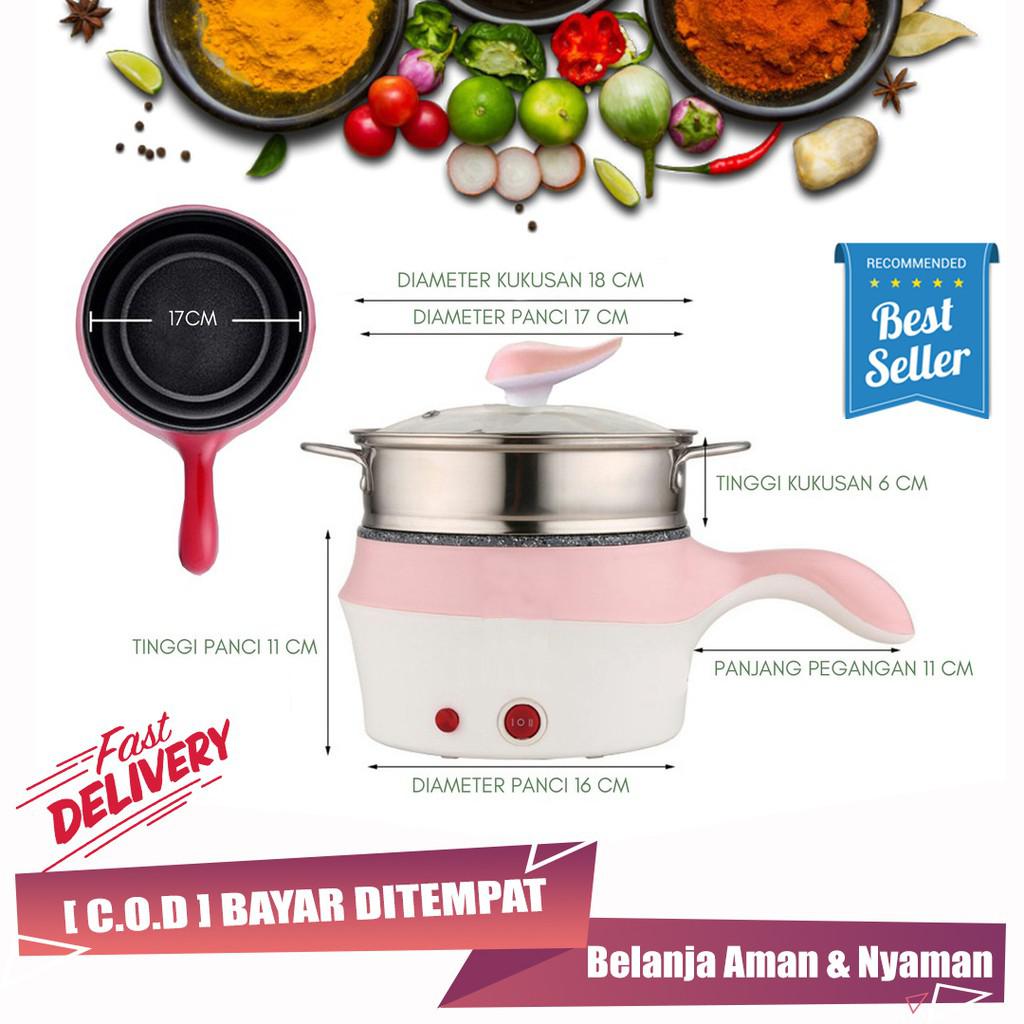 DIAMETER KUKUSAN 18 CM
DIAMETER PANCI 17 CM
17CM
RECOMMENDED
Best
Seller
TINGGI KUKUSAN 6 CM
TINGGI PANCI 11 CM
PANJANG PEGANGAN 11 CM
I O II
DIAMETER PANCI 16 CM
Fast
DELIVERY
[ C.O.D ] BAYAR DITEMPAT
Belanja Aman & Nyaman